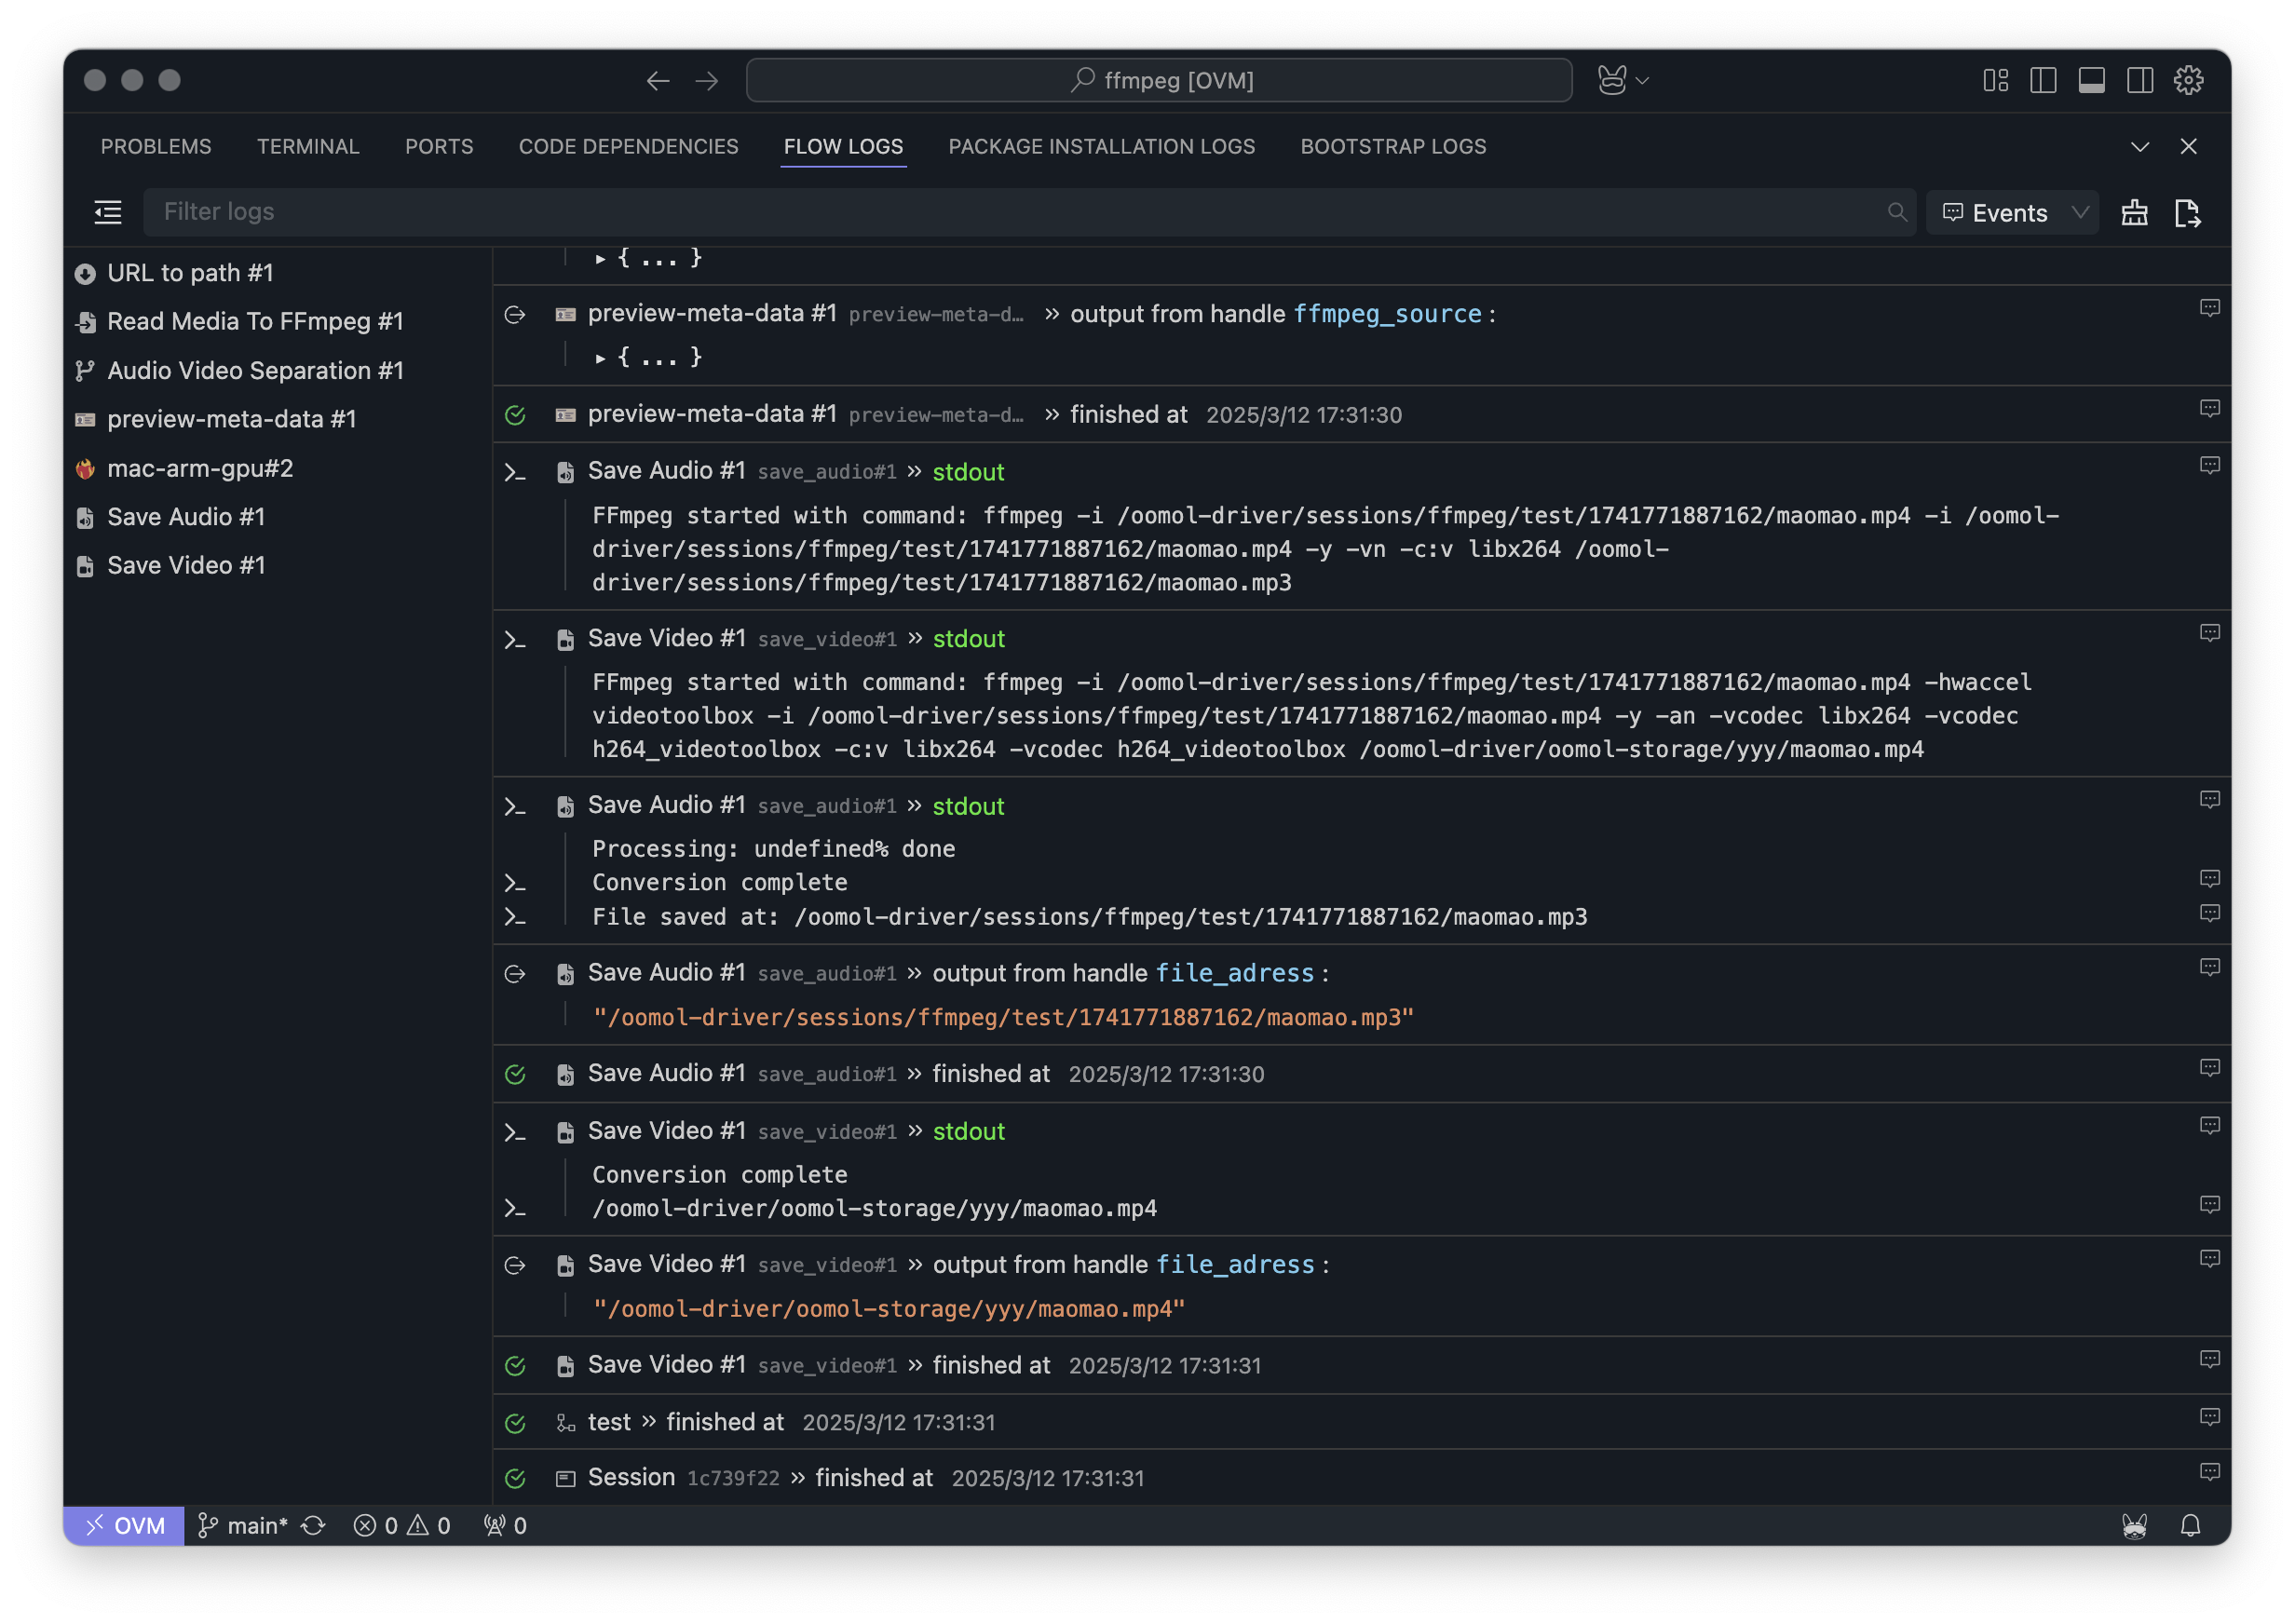 ffmpeg [OVM]
PROBLEMS TERMINAL PORTS CODE DEPENDENCIES FLOW LOGS PACKAGE INSTALLATION LOGS BOOTSTRAP LOGS
Filter logs Events
URL to path #1
Read Media To FFmpeg #1
Audio Video Separation #1
preview-meta-data #1
mac-arm-gpu#2
Save Audio #1
Save Video #1
▸ { ... }
preview-meta-data #1 preview-meta-d… » output from handle ffmpeg_source :
▸ { ... }
preview-meta-data #1 preview-meta-d… » finished at 2025/3/12 17:31:30
Save Audio #1 save_audio#1 » stdout
FFmpeg started with command: ffmpeg -i /oomol-driver/sessions/ffmpeg/test/1741771887162/maomao.mp4 -i /oomol-
driver/sessions/ffmpeg/test/1741771887162/maomao.mp4 -y -vn -c:v libx264 /oomol-
driver/sessions/ffmpeg/test/1741771887162/maomao.mp3
Save Video #1 save_video#1 » stdout
FFmpeg started with command: ffmpeg -i /oomol-driver/sessions/ffmpeg/test/1741771887162/maomao.mp4 -hwaccel
videotoolbox -i /oomol-driver/sessions/ffmpeg/test/1741771887162/maomao.mp4 -y -an -vcodec libx264 -vcodec
h264_videotoolbox -c:v libx264 -vcodec h264_videotoolbox /oomol-driver/oomol-storage/yyy/maomao.mp4
Save Audio #1 save_audio#1 » stdout
Processing: undefined% done
Conversion complete
File saved at: /oomol-driver/sessions/ffmpeg/test/1741771887162/maomao.mp3
Save Audio #1 save_audio#1 » output from handle file_adress :
"/oomol-driver/sessions/ffmpeg/test/1741771887162/maomao.mp3"
Save Audio #1 save_audio#1 » finished at 2025/3/12 17:31:30
Save Video #1 save_video#1 » stdout
Conversion complete
/oomol-driver/oomol-storage/yyy/maomao.mp4
Save Video #1 save_video#1 » output from handle file_adress :
"/oomol-driver/oomol-storage/yyy/maomao.mp4"
Save Video #1 save_video#1 » finished at 2025/3/12 17:31:31
test » finished at 2025/3/12 17:31:31
Session 1c739f22 » finished at 2025/3/12 17:31:31
OVM main* 0 0 0